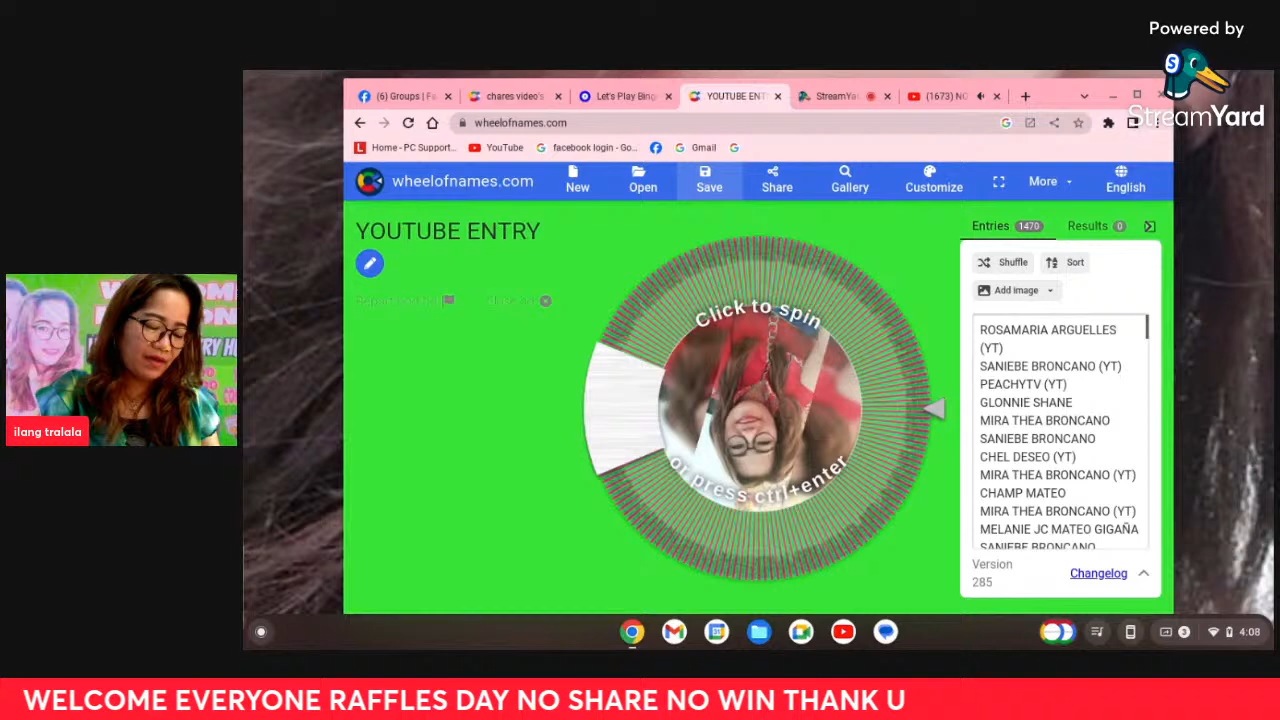 Powered by
StreamYard
(6) Groups | Fa
chares video's
Let's Play Bing
YOUTUBE ENT
StreamYa
(1673) NO
wheelofnames.com
Home - PC Support...
YouTube
facebook login - Go...
Gmail
wheelofnames.com
New
Open
Save
Share
Gallery
Customize
More
English
YOUTUBE ENTRY
Click to spin
or press ctrl+enter
Entries 1470
Results 0
Shuffle
Sort
Add image
ROSAMARIA ARGUELLES
(YT)
SANIEBE BRONCANO (YT)
PEACHYTV (YT)
GLONNIE SHANE
MIRA THEA BRONCANO
SANIEBE BRONCANO
CHEL DESEO (YT)
MIRA THEA BRONCANO (YT)
CHAMP MATEO
MIRA THEA BRONCANO (YT)
MELANIE JC MATEO GIGAÑA
SANIEBE BRONCANO
Version
285
Changelog
ilang tralala
4:08
WELCOME EVERYONE RAFFLES DAY NO SHARE NO WIN THANK U